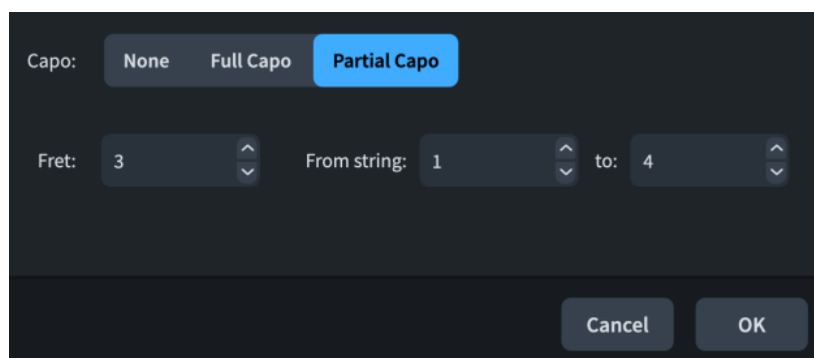 Capo: None Full Capo Partial Capo
Fret: 3 From string: 1 to: 4
Cancel OK